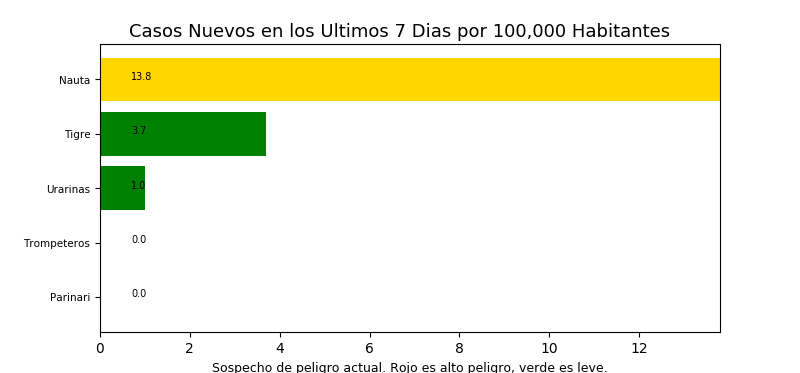 Casos Nuevos en los Ultimos 7 Dias por 100,000 Habitantes
Nauta 13.8
Tigre 3.7
Urarinas 1.0
Trompeteros 0.0
Parinari 0.0
0 2 4 6 8 10 12
Sospecho de peligro actual. Rojo es alto peligro, verde es leve.